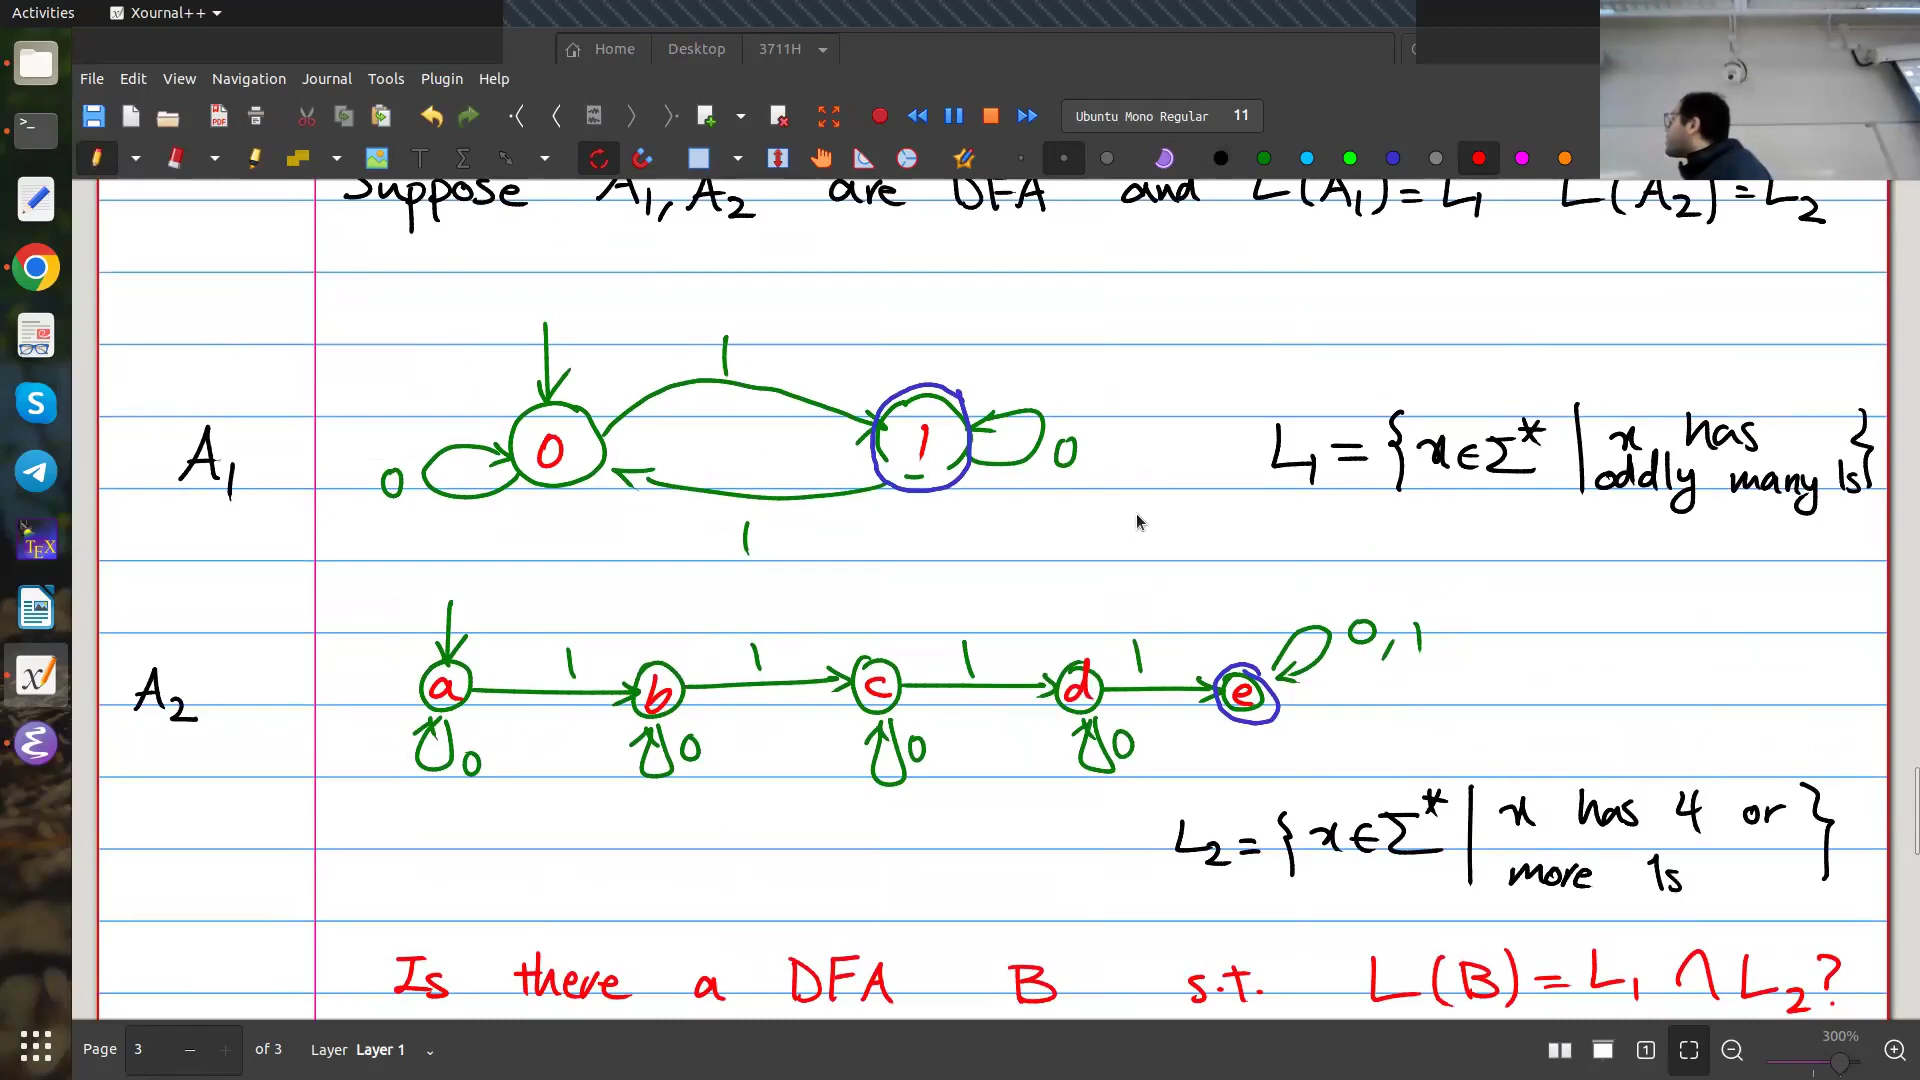 Activities Xournal++
Home Desktop 3711H
File Edit View Navigation Journal Tools Plugin Help
Ubuntu Mono Regular 11
Suppose A1, A2 are DFA and L(A1) = L1 L(A2) = L2
1
A1 0 0 1 0 L1 = { x ∈ Σ* | x has oddly many 1s }
1
1 1 1 1 0, 1
A2 a b c d e
0 0 0 0
L2 = { x ∈ Σ* | x has 4 or more 1s }
Is there a DFA B s.t. L(B) = L1 ∩ L2?
Page 3 of 3 Layer Layer 1 300%